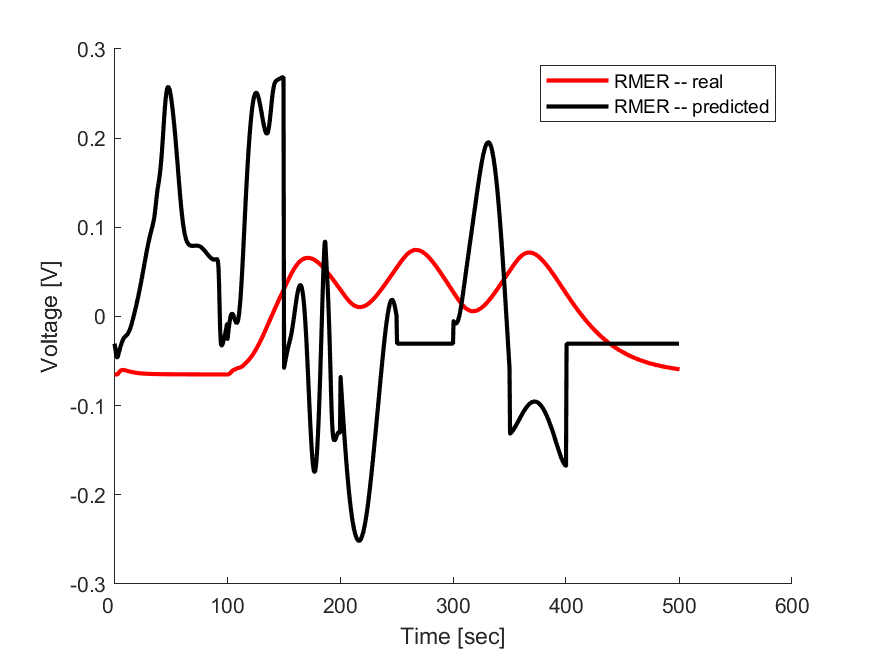 0.3
0.2
0.1
0
-0.1
-0.2
-0.3
Voltage [V]
RMER -- real
RMER -- predicted
0 100 200 300 400 500 600
Time [sec]